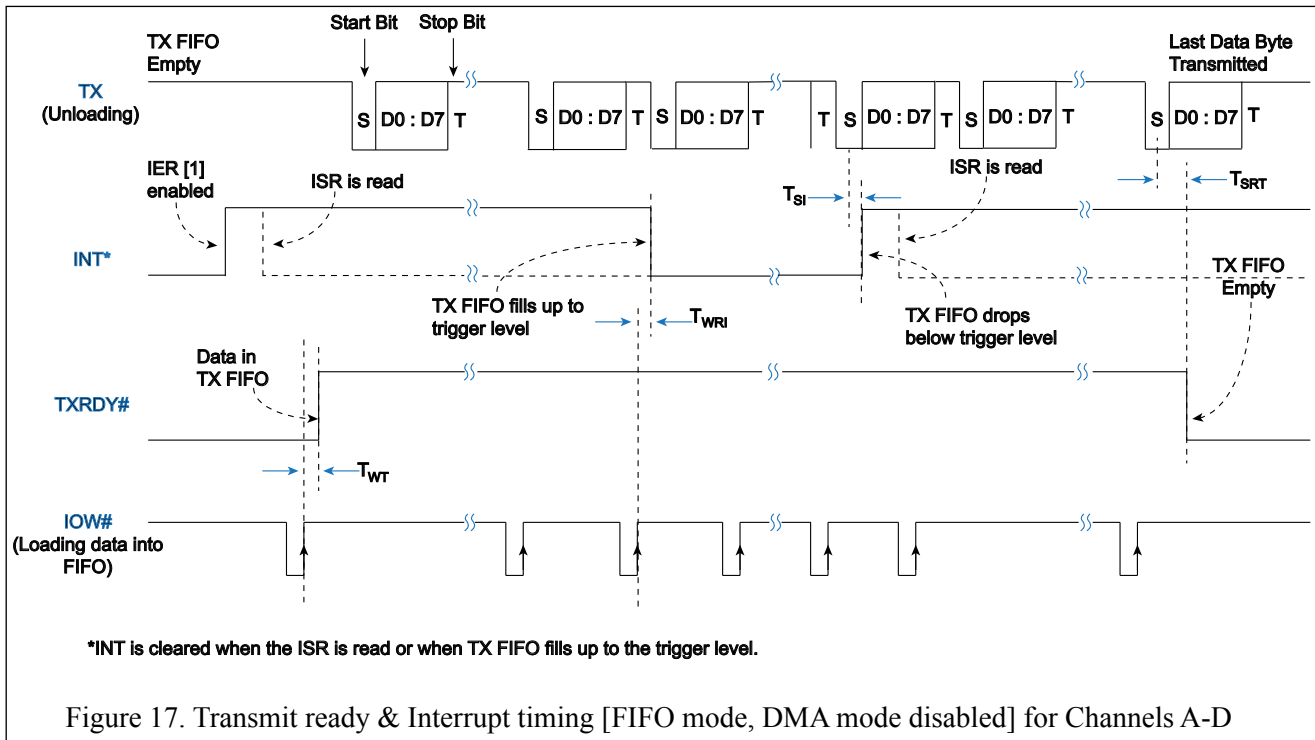 Start Bit
Stop Bit
TX FIFO
Empty
Last Data Byte
Transmitted
TX
(Unloading)
S D0 : D7 T
S D0 : D7 T S D0 : D7 T
T S D0 : D7 T S D0 : D7 T
S D0 : D7 T
IER [1]
enabled
ISR is read
ISR is read
TSI
TSRT
INT*
TX FIFO fills up to
trigger level
TWRI
TX FIFO drops
below trigger level
TX FIFO
Empty
Data in
TX FIFO
TXRDY#
TWT
IOW#
(Loading data into
FIFO)
*INT is cleared when the ISR is read or when TX FIFO fills up to the trigger level.
Figure 17. Transmit ready & Interrupt timing [FIFO mode, DMA mode disabled] for Channels A-D